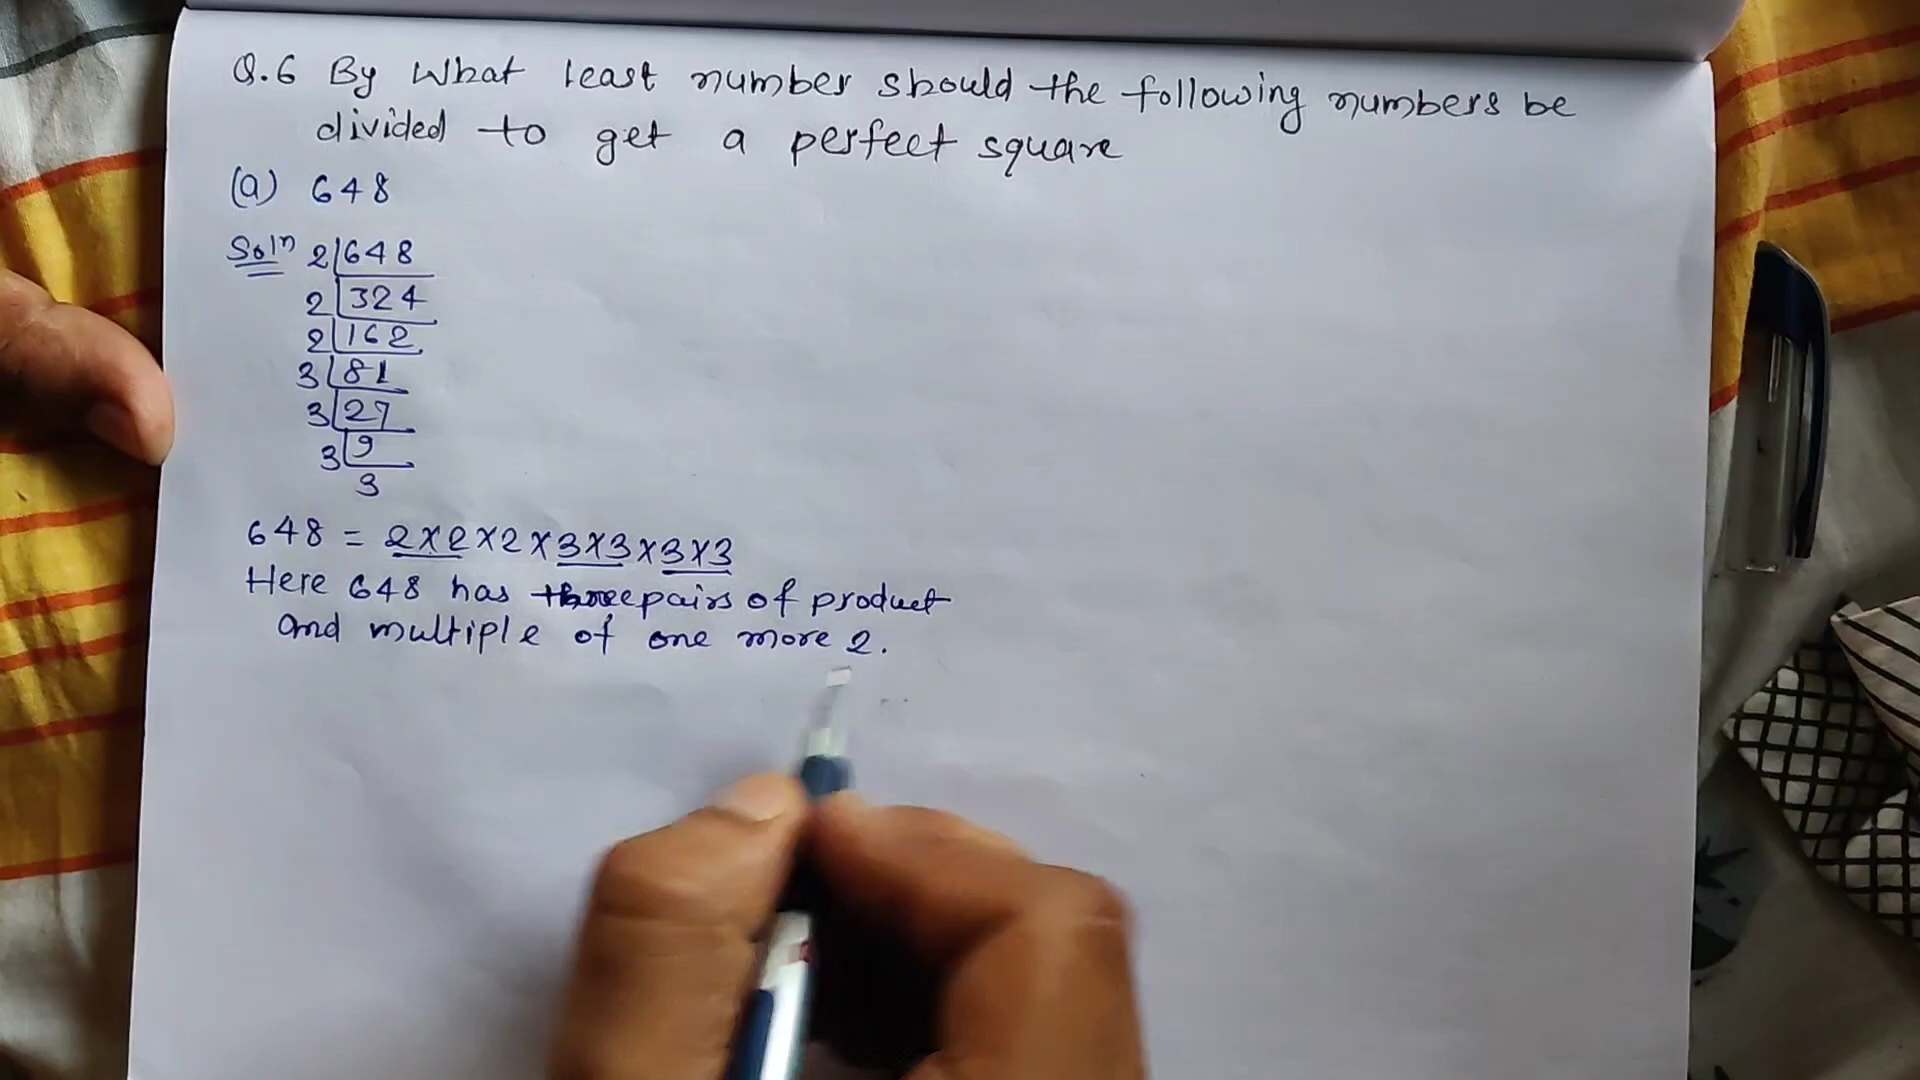 Q.6 By What least number should the following numbers be
divided to get a perfect square
(a) 648
Soln 2|648
2|324
2|162
3|81
3|27
3|9
3
648 = 2×2×2×3×3×3×3
Here 648 has three pairs of product
and multiple of one more 2.